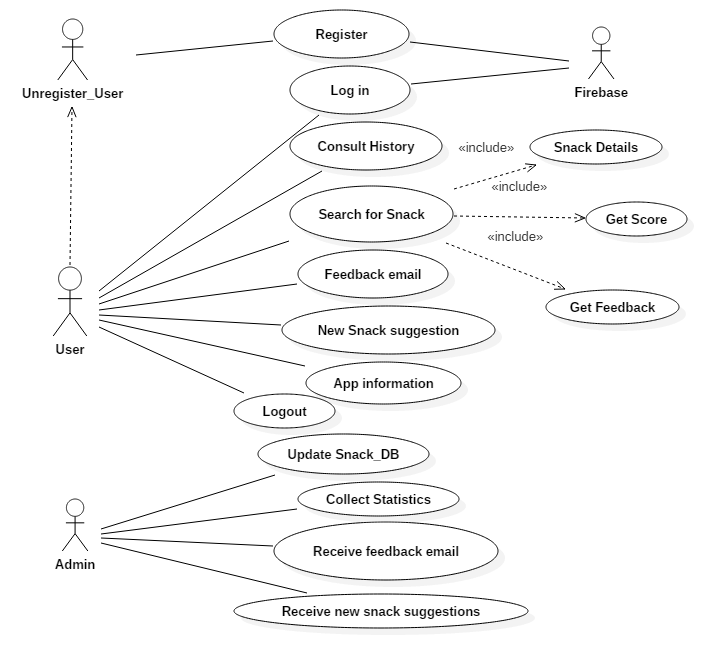 Register
Unregister_User
Firebase
Log in
Consult History
«include»
Snack Details
«include»
Search for Snack
Get Score
«include»
Feedback email
Get Feedback
New Snack suggestion
User
App information
Logout
Update Snack_DB
Collect Statistics
Receive feedback email
Admin
Receive new snack suggestions